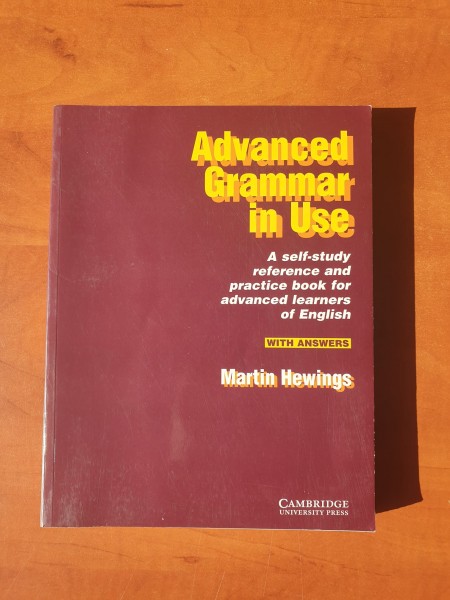 Advanced
Grammar
in Use
A self-study
reference and
practice book for
advanced learners
of English
WITH ANSWERS
Martin Hewings
CAMBRIDGE
UNIVERSITY PRESS